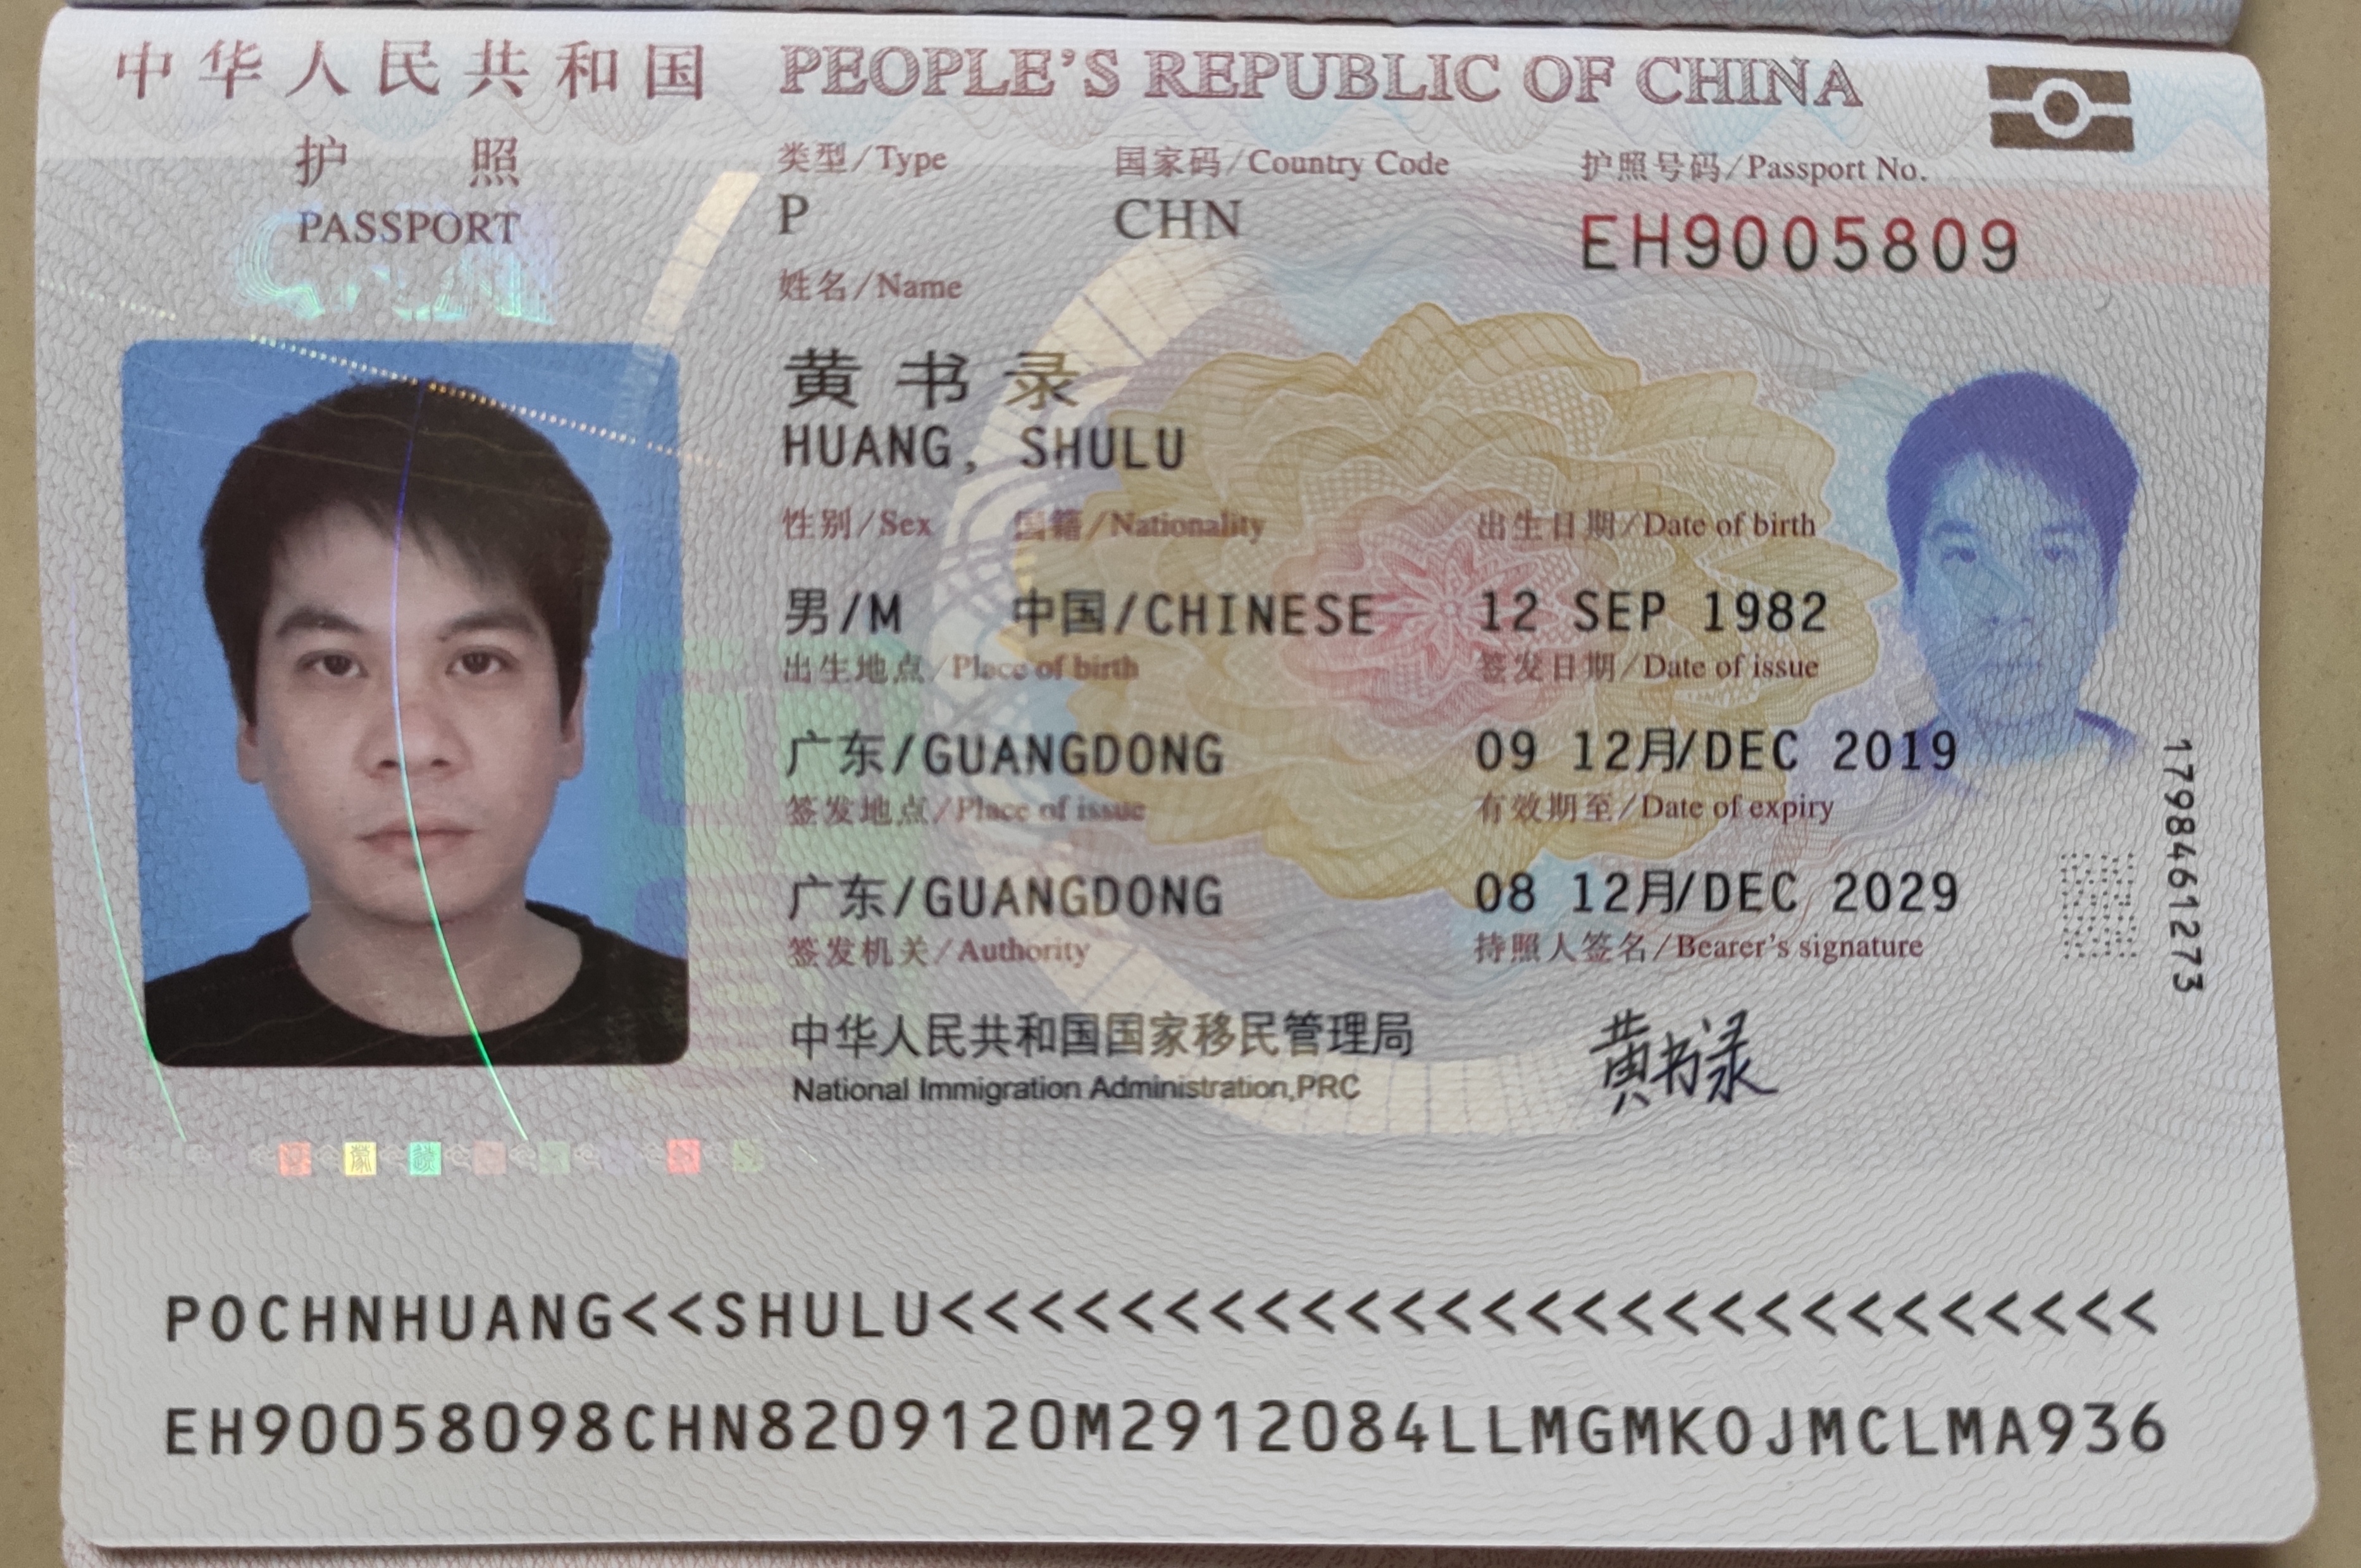 中华人民共和国 PEOPLE'S REPUBLIC OF CHINA
护 照
PASSPORT
类型/Type 国家码/Country Code 护照号码/Passport No.
P CHN EH9005809
姓名/Name
黄书录
HUANG, SHULU
性别/Sex 国籍/Nationality 出生日期/Date of birth
男/M 中国/CHINESE 12 SEP 1982
出生地点/Place of birth 签发日期/Date of issue
广东/GUANGDONG 09 12月/DEC 2019
签发地点/Place of issue 有效期至/Date of expiry
广东/GUANGDONG 08 12月/DEC 2029
签发机关/Authority 持照人签名/Bearer's signature
中华人民共和国国家移民管理局
National Immigration Administration,PRC
黄书录
1798461273
POCHNHUANG<<SHULU<<<<<<<<<<<<<<<<<<<<<<<<<<<
EH90058098CHN8209120M2912084LLMGMKOJMCLMA936